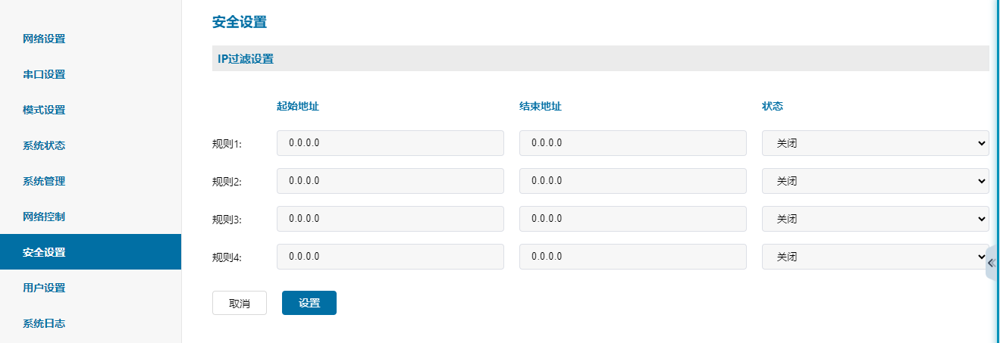 网络设置
串口设置
模式设置
系统状态
系统管理
网络控制
安全设置
用户设置
系统日志
安全设置
IP过滤设置
起始地址 结束地址 状态
规则1: 0.0.0.0 0.0.0.0 关闭
规则2: 0.0.0.0 0.0.0.0 关闭
规则3: 0.0.0.0 0.0.0.0 关闭
规则4: 0.0.0.0 0.0.0.0 关闭
取消 设置